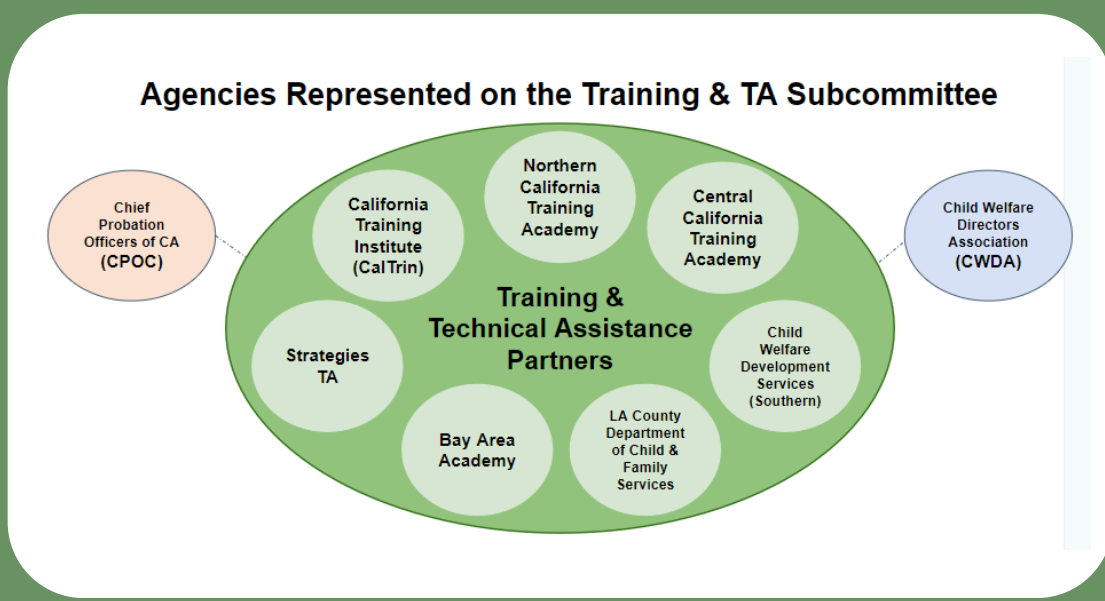 Agencies Represented on the Training & TA Subcommittee
Chief
Probation
Officers of CA
(CPOC)
California
Training
Institute
(CalTrin)
Northern
California
Training
Academy
Central
California
Training
Academy
Child Welfare
Directors
Association
(CWDA)
Training &
Technical Assistance
Partners
Strategies
TA
Bay Area
Academy
LA County
Department
of Child &
Family
Services
Child
Welfare
Development
Services
(Southern)